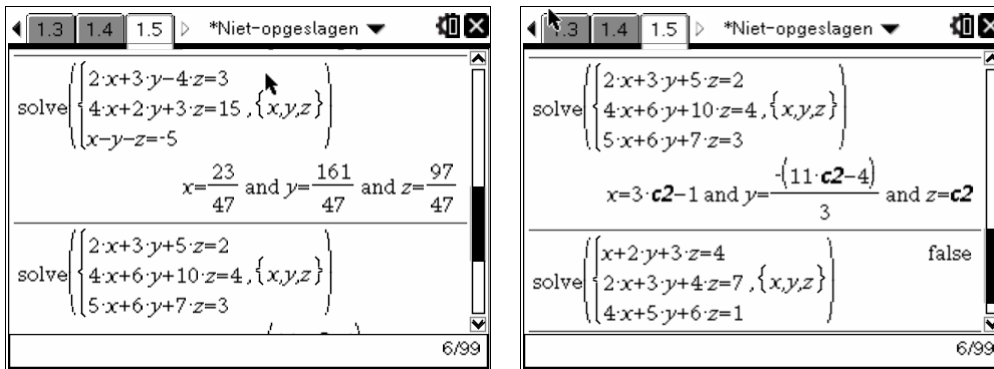 1.3 1.4 1.5 *Niet-opgeslagen
solve({2·x+3·y−4·z=3
4·x+2·y+3·z=15 ,{x,y,z})
x−y−z=-5
x=23/47 and y=161/47 and z=97/47
solve({2·x+3·y+5·z=2
4·x+6·y+10·z=4 ,{x,y,z})
5·x+6·y+7·z=3
6/99
1.3 1.4 1.5 *Niet-opgeslagen
solve({2·x+3·y+5·z=2
4·x+6·y+10·z=4 ,{x,y,z})
5·x+6·y+7·z=3
x=3·c2−1 and y=-(11·c2−4)/3 and z=c2
solve({x+2·y+3·z=4
2·x+3·y+4·z=7 ,{x,y,z}) false
4·x+5·y+6·z=1
6/99